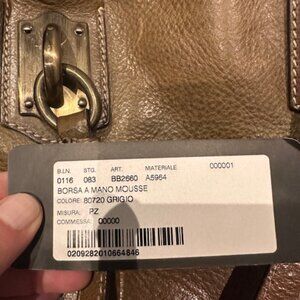 B.I.N. STG. ART. MATERIALE 000001
0116 083 BB2660 A5964
BORSA A MANO MOUSSE
COLORE: 80720 GRIGIO
MISURA: PZ
COMMESSA: 00000
0209282010664846